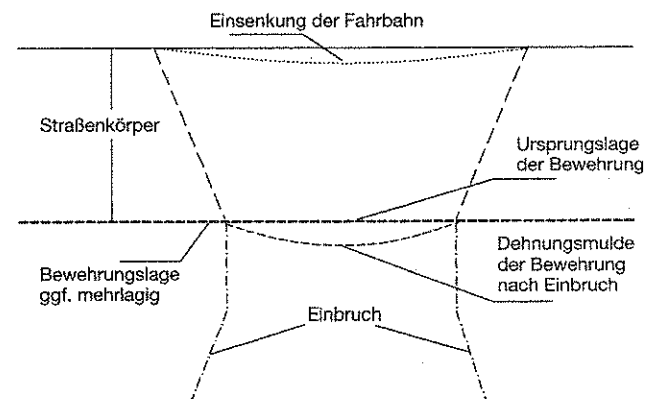 Einsenkung der Fahrbahn
Straßenkörper
Ursprungslage
der Bewehrung
Bewehrungslage
ggf. mehrlagig
Dehnungsmulde
der Bewehrung
nach Einbruch
Einbruch